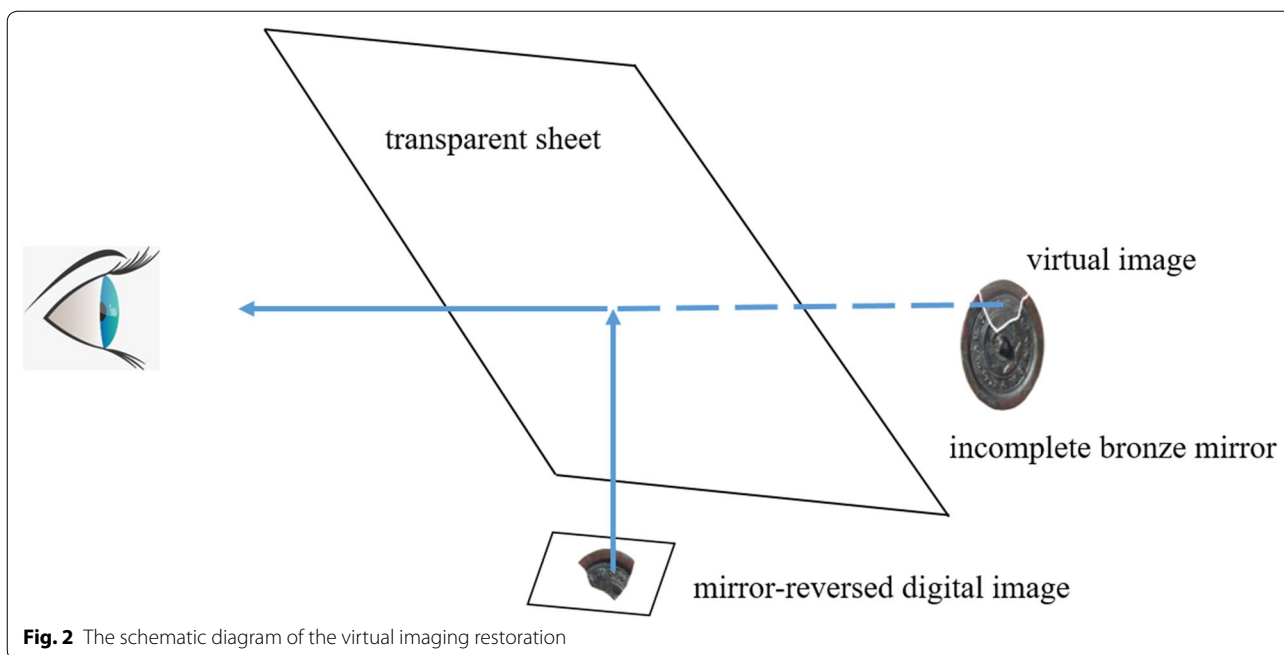 transparent sheet
virtual image
incomplete bronze mirror
mirror-reversed digital image
Fig. 2 The schematic diagram of the virtual imaging restoration